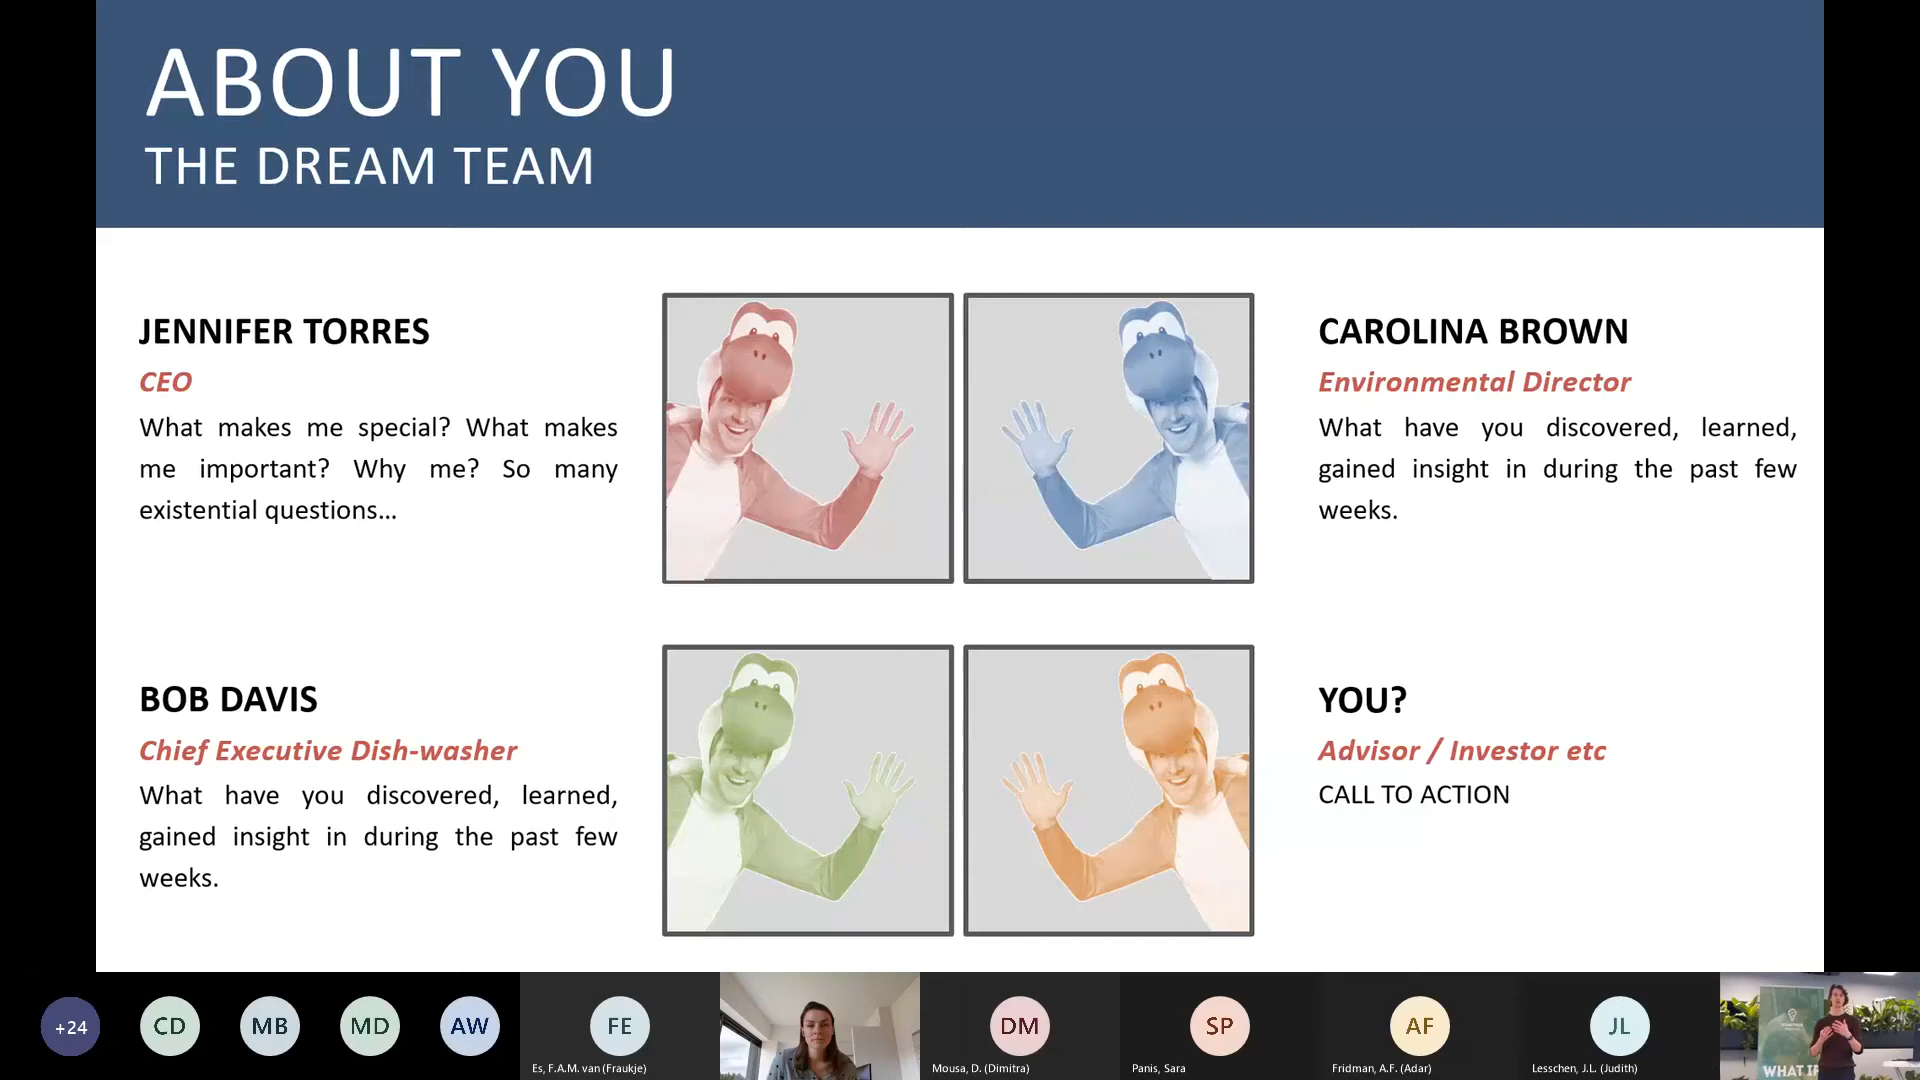 ABOUT YOU
THE DREAM TEAM
JENNIFER TORRES
CEO
What makes me special? What makes
me important? Why me? So many
existential questions...
CAROLINA BROWN
Environmental Director
What have you discovered, learned,
gained insight in during the past few
weeks.
BOB DAVIS
Chief Executive Dish-washer
What have you discovered, learned,
gained insight in during the past few
weeks.
YOU?
Advisor / Investor etc
CALL TO ACTION
+24
CD
MB
MD
AW
FE
Es, F.A.M. van (Fraukje)
DM
Mousa, D. (Dimitra)
SP
Panis, Sara
AF
Fridman, A.F. (Adar)
JL
Lesschen, J.L. (Judith)
WHAT IF